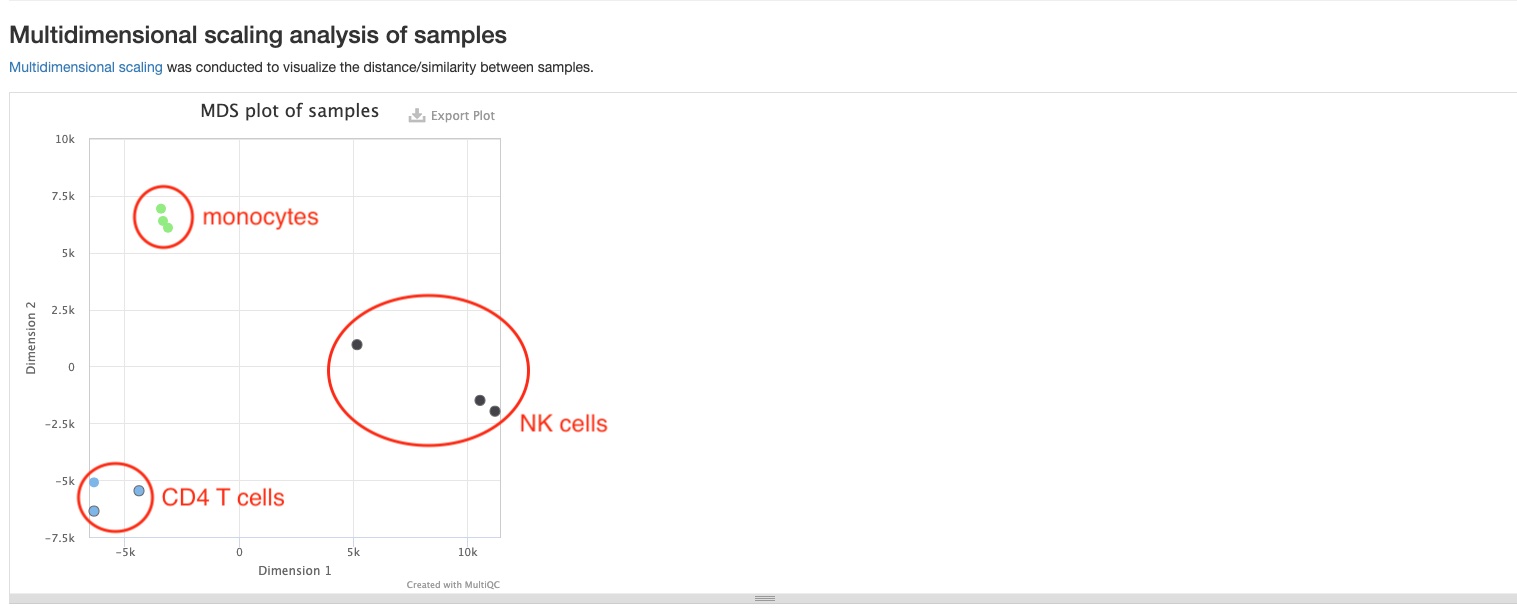 Multidimensional scaling analysis of samples
Multidimensional scaling was conducted to visualize the distance/similarity between samples.
MDS plot of samples
Export Plot
10k
7.5k
monocytes
5k
2.5k
Dimension 2
0
−2.5k
NK cells
−5k
CD4 T cells
−7.5k
−5k 0 5k 10k
Dimension 1
Created with MultiQC